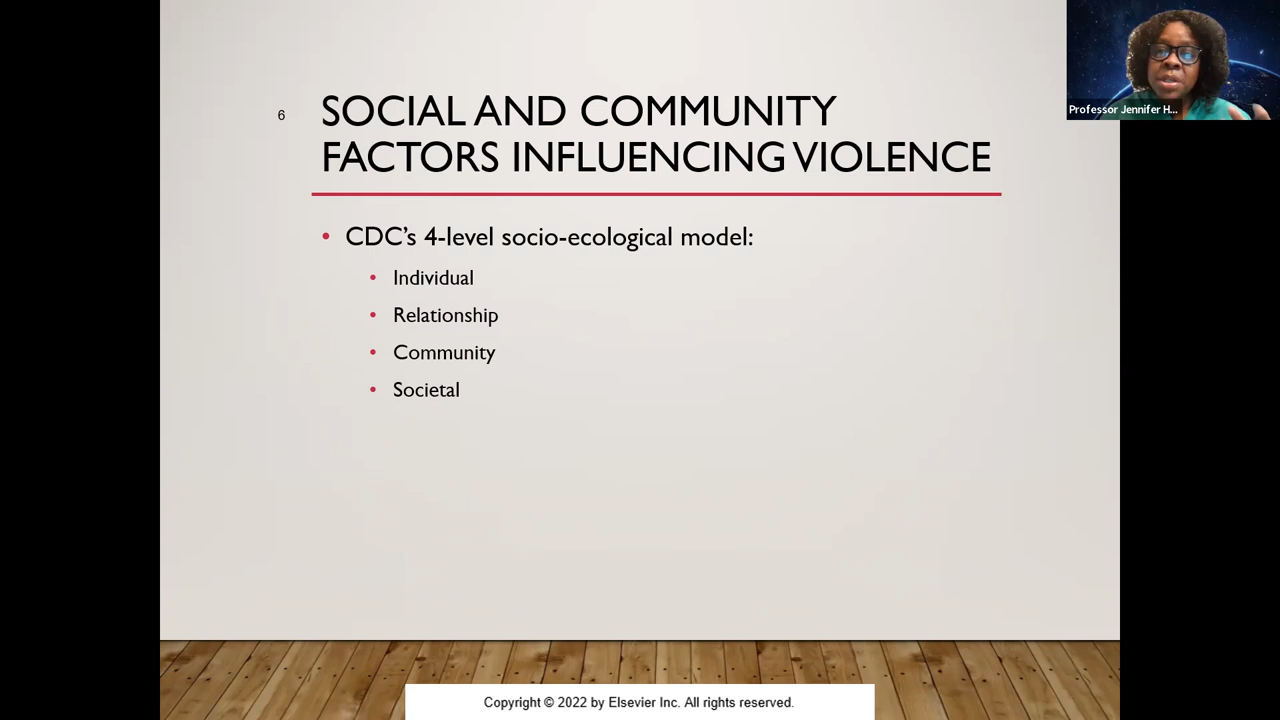 Professor Jennifer H...
6
SOCIAL AND COMMUNITY
FACTORS INFLUENCING VIOLENCE
• CDC’s 4-level socio-ecological model:
• Individual
• Relationship
• Community
• Societal
Copyright © 2022 by Elsevier Inc. All rights reserved.